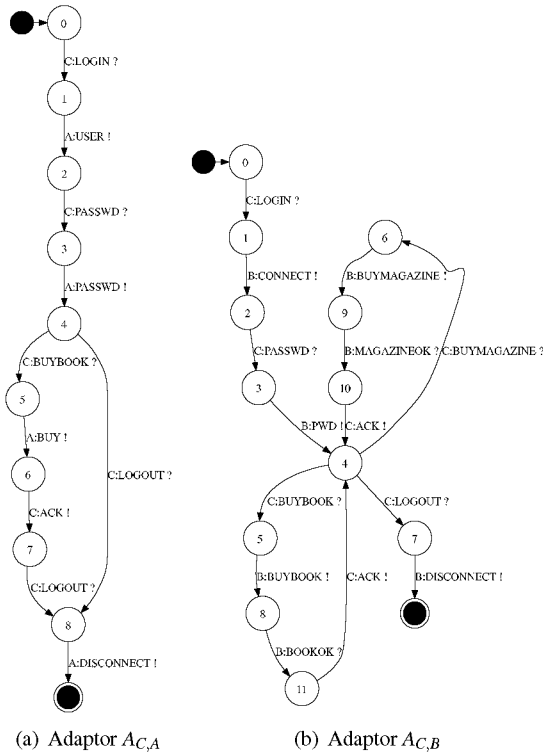 0
C:LOGIN ?
1
A:USER !
2
C:PASSWD ?
3
A:PASSWD !
4
C:BUYBOOK ?
5
A:BUY !
6
C:LOGOUT ?
C:ACK !
7
C:LOGOUT ?
8
A:DISCONNECT !
(a) Adaptor A_{C,A}
0
C:LOGIN ?
1
6
B:CONNECT !
B:BUYMAGAZINE !
2
9
C:PASSWD ?
B:MAGAZINEOK ?
C:BUYMAGAZINE ?
3
10
B:PWD !
C:ACK !
4
C:BUYBOOK ?
C:LOGOUT ?
5
7
B:BUYBOOK !
C:ACK !
B:DISCONNECT !
8
B:BOOKOK ?
11
(b) Adaptor A_{C,B}